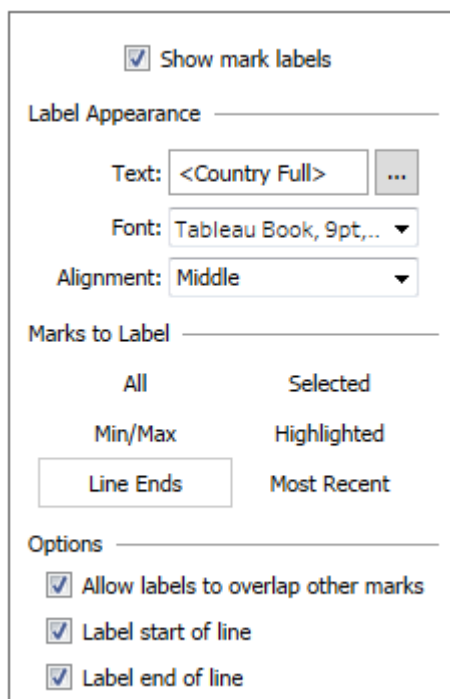 Show mark labels
Label Appearance
Text: <Country Full> ...
Font: Tableau Book, 9pt,..
Alignment: Middle
Marks to Label
All Selected
Min/Max Highlighted
Line Ends Most Recent
Options
Allow labels to overlap other marks
Label start of line
Label end of line